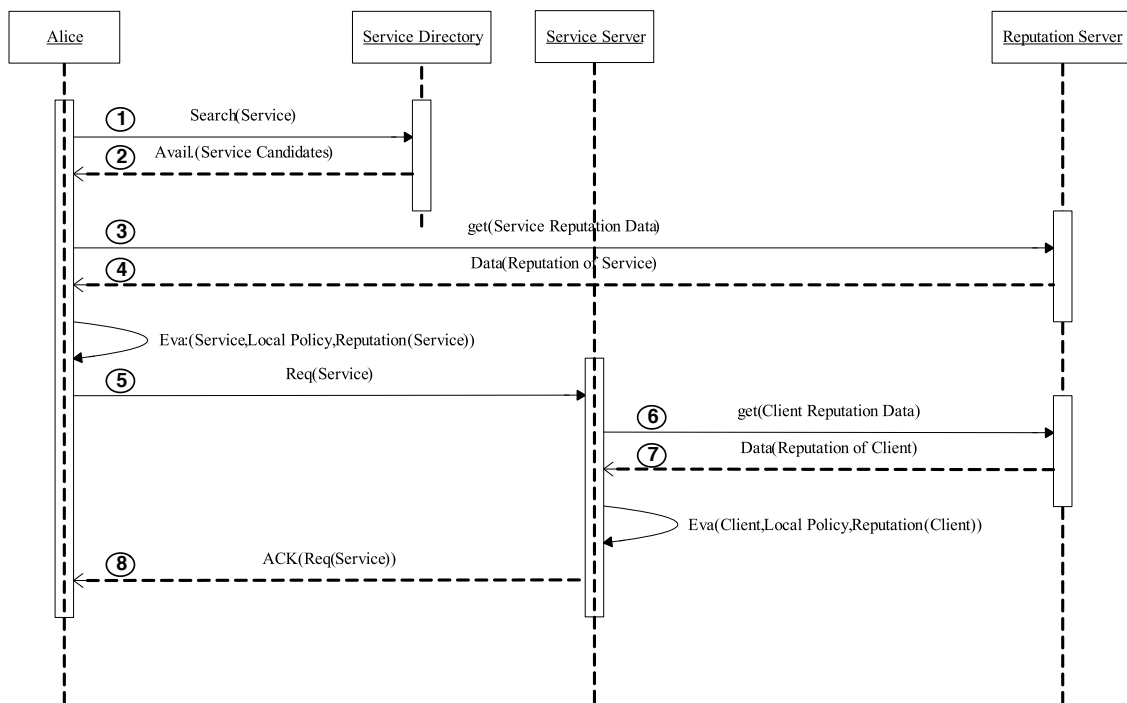 Alice
Service Directory
Service Server
Reputation Server
1
Search(Service)
2
Avail.(Service Candidates)
3
get(Service Reputation Data)
4
Data(Reputation of Service)
Eva:(Service,Local Policy,Reputation(Service))
5
Req(Service)
6
get(Client Reputation Data)
7
Data(Reputation of Client)
Eva(Client,Local Policy,Reputation(Client))
8
ACK(Req(Service))